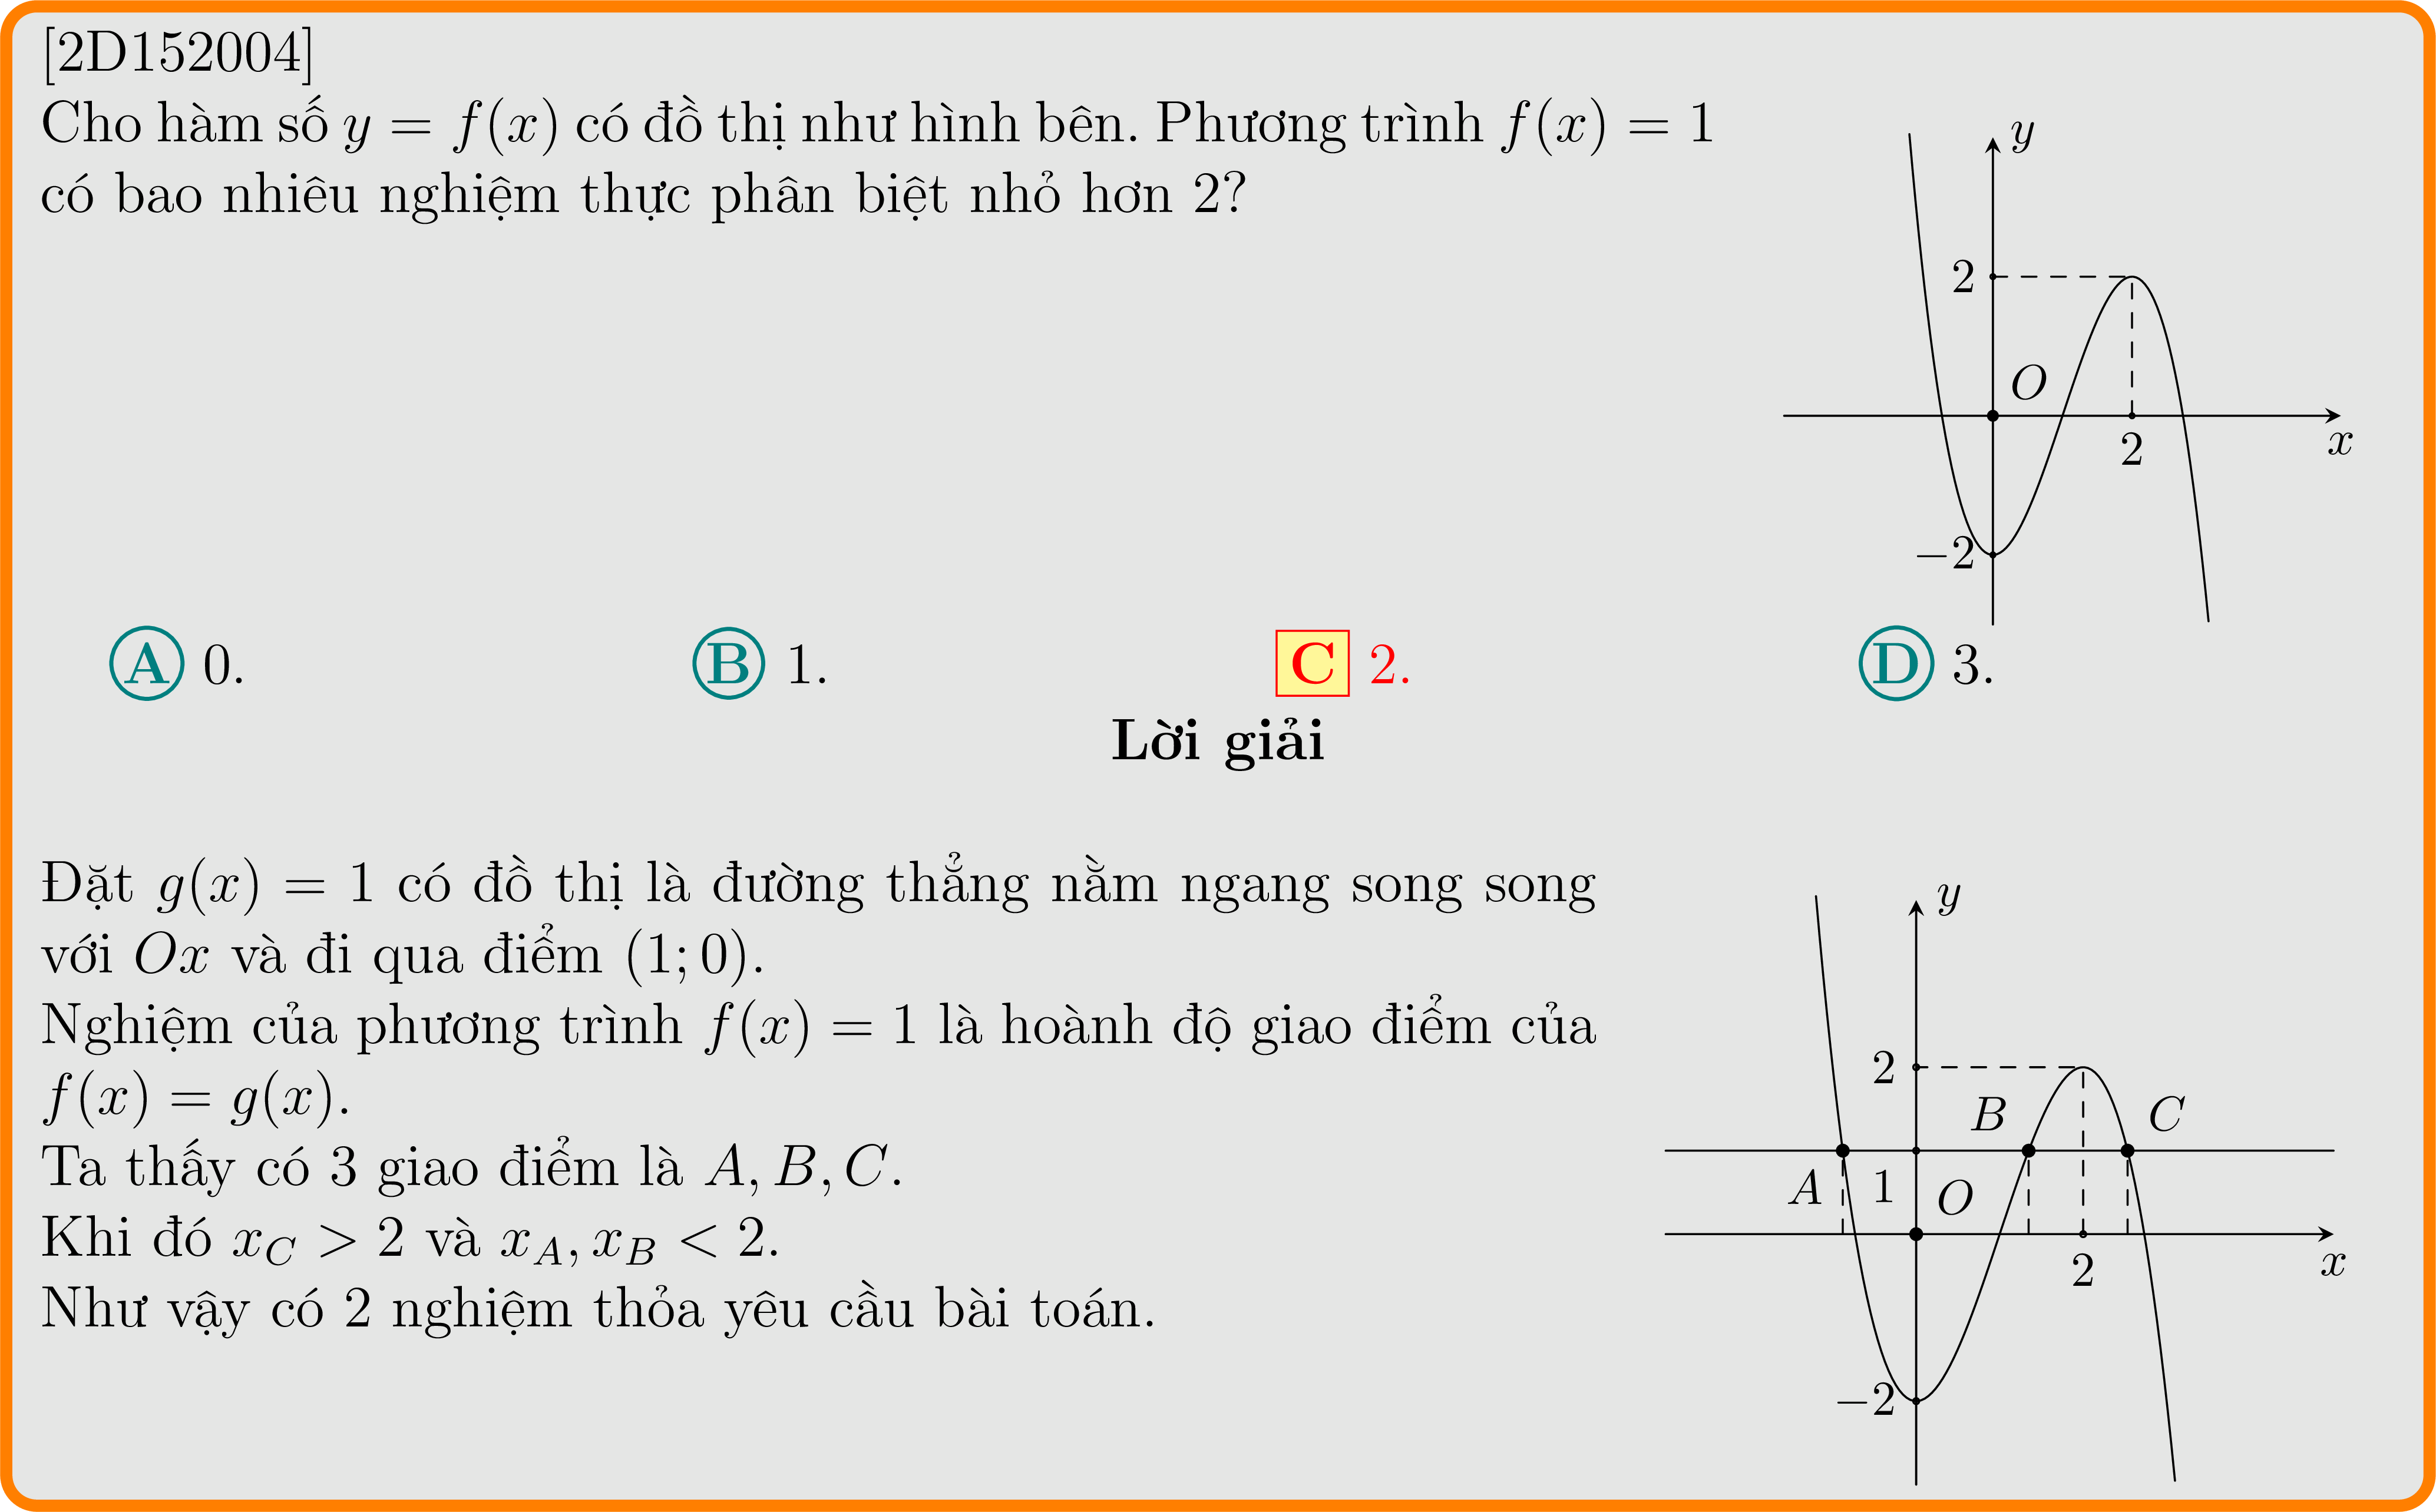 [2D152004]
Cho hàm số y = f(x) có đồ thị như hình bên. Phương trình f(x) = 1
có bao nhiêu nghiệm thực phân biệt nhỏ hơn 2?
y
2
O
2
x
−2
A 0.
B 1.
C 2.
D 3.
Lời giải
Đặt g(x) = 1 có đồ thị là đường thẳng nằm ngang song song
với Ox và đi qua điểm (1; 0).
Nghiệm của phương trình f(x) = 1 là hoành độ giao điểm của
f(x) = g(x).
Ta thấy có 3 giao điểm là A, B, C.
Khi đó x_C > 2 và x_A, x_B < 2.
Như vậy có 2 nghiệm thỏa yêu cầu bài toán.
y
2
B
C
A
1
O
2
x
−2